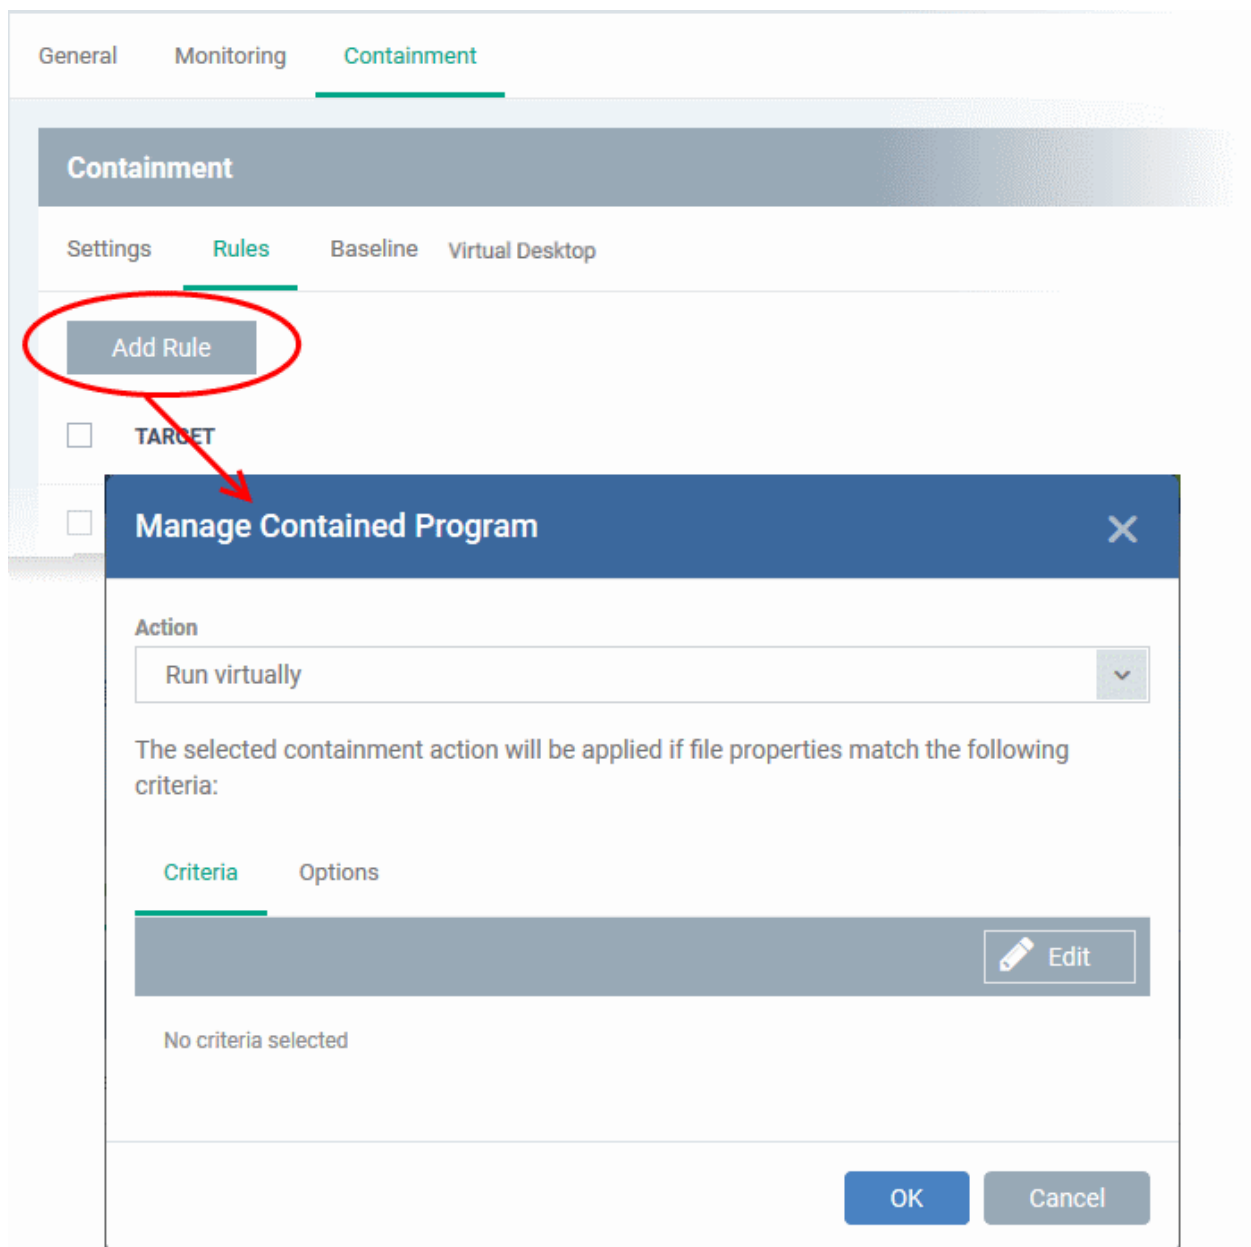 General Monitoring Containment
Containment
Settings Rules Baseline Virtual Desktop
Add Rule
TARGET
Manage Contained Program
Action
Run virtually
The selected containment action will be applied if file properties match the following
criteria:
Criteria Options
Edit
No criteria selected
OK Cancel